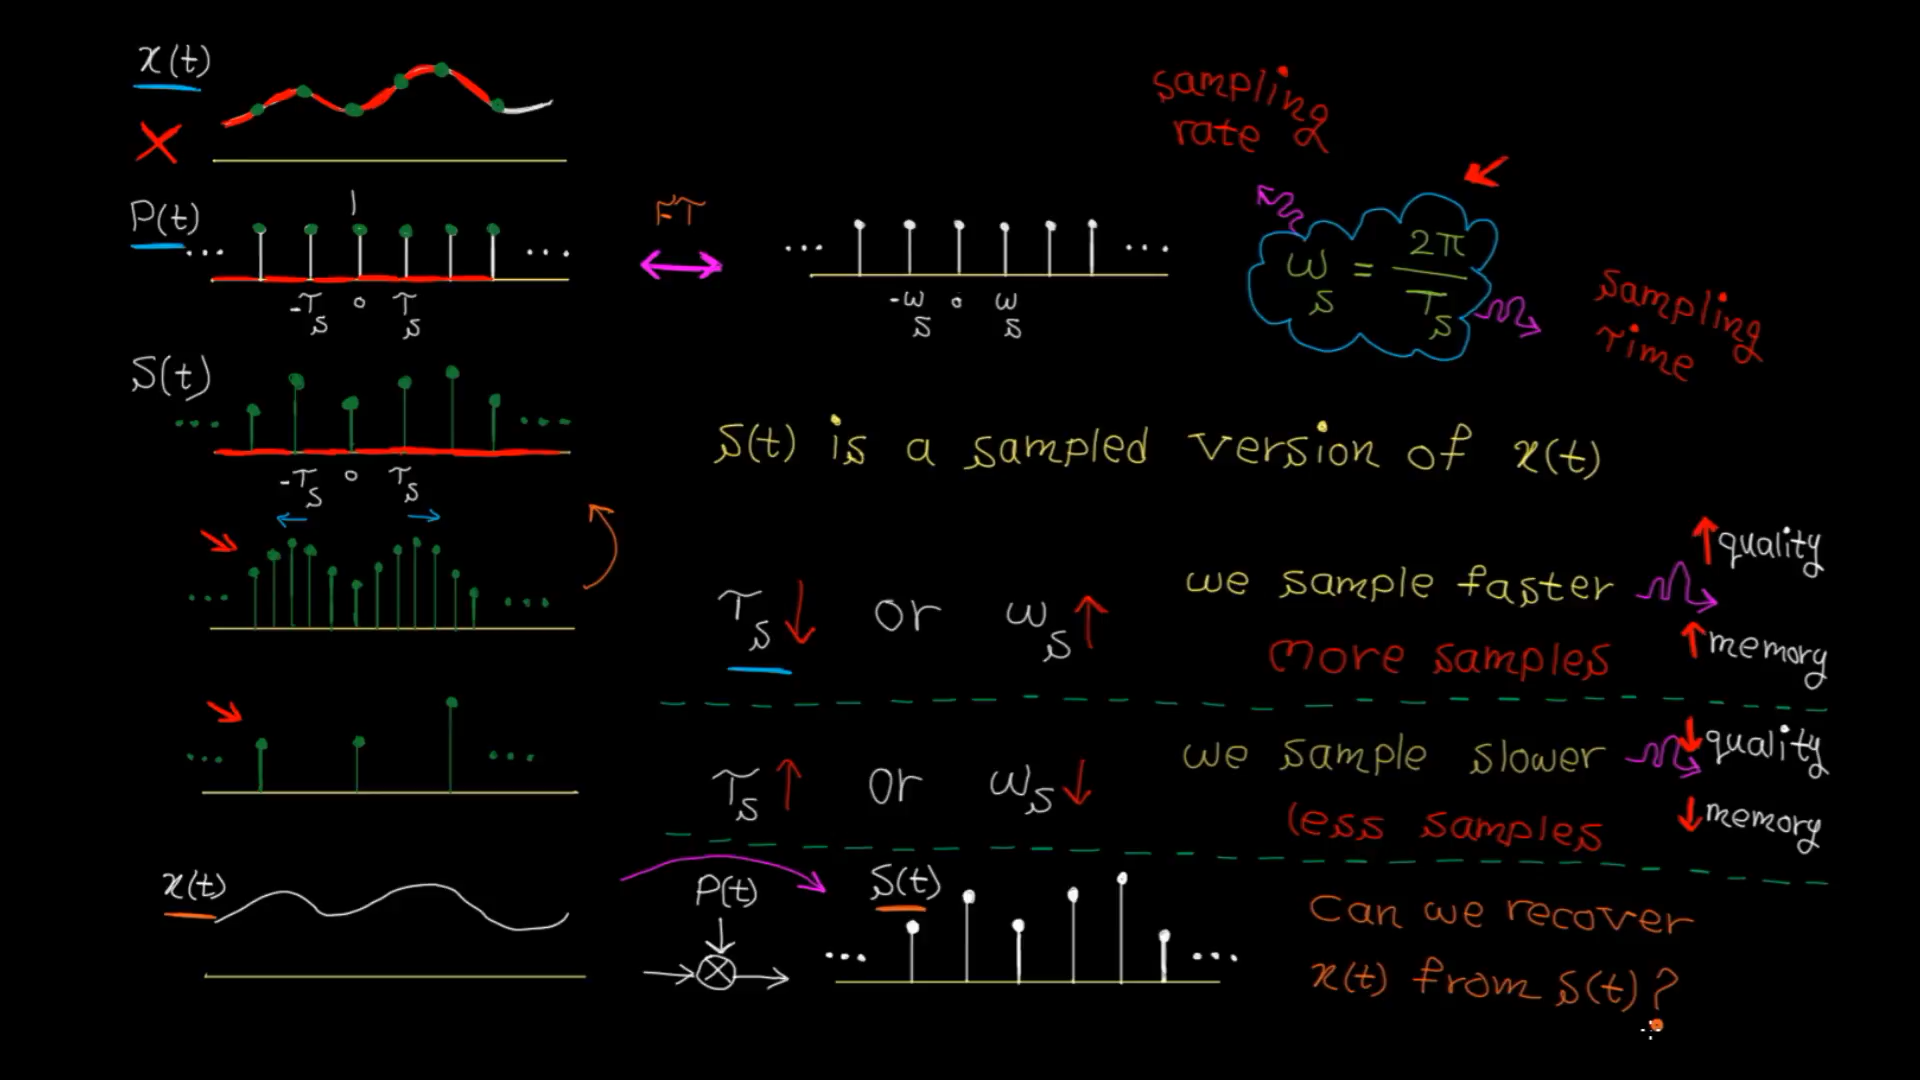 x(t)
sampling
rate
P(t)
1
...
...
-Ts 0 Ts
FT
...
...
-ωs 0 ωs
ωs = 2π/Ts
sampling
Time
S(t)
....
....
-Ts 0 Ts
S(t) is a sampled version of x(t)
...
....
Ts↓ or ωs↑
we sample faster
↑quality
more samples
↑memory
...
....
Ts↑ or ωs↓
we sample slower
↓quality
less samples
↓memory
x(t)
P(t)
S(t)
...
....
Can we recover
x(t) from S(t)?